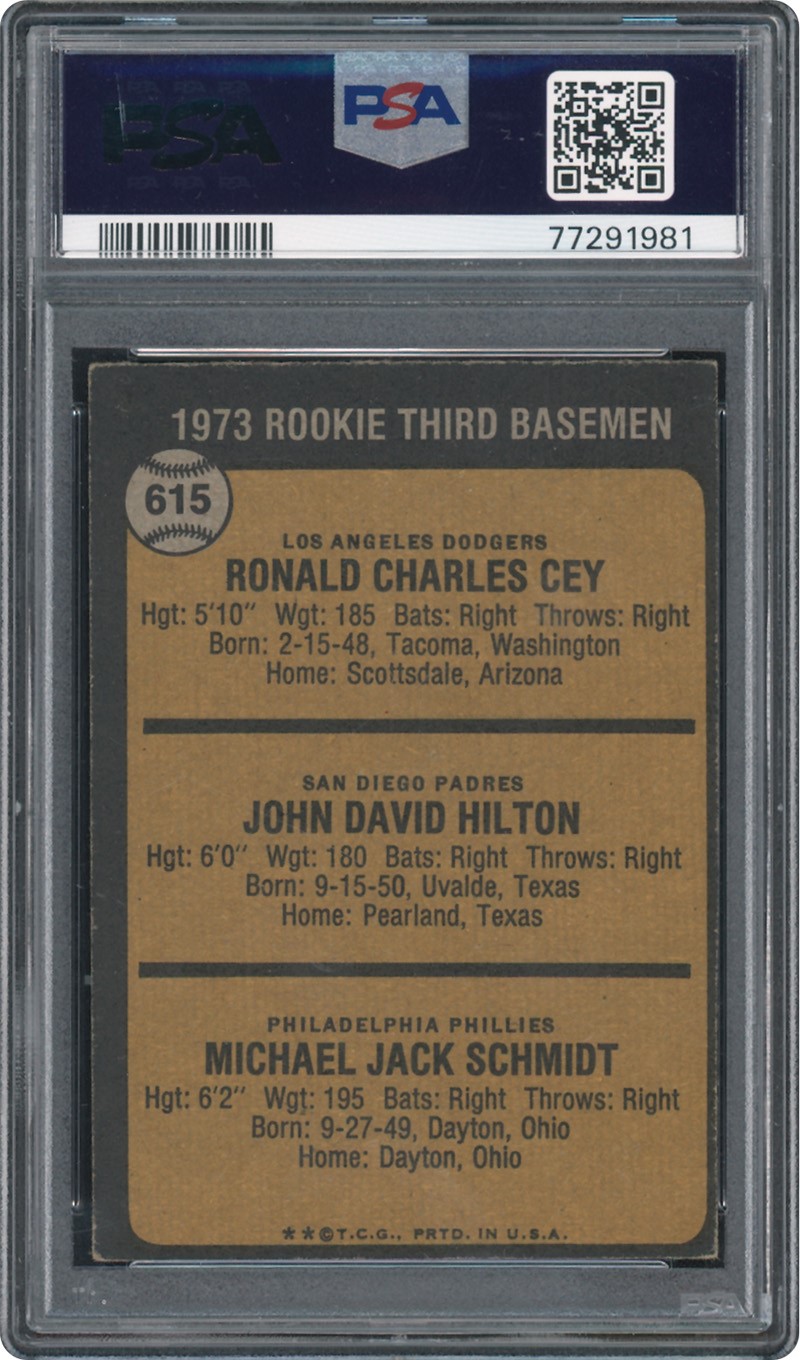 PSA
PSA
77291981
1973 ROOKIE THIRD BASEMEN
615
LOS ANGELES DODGERS
RONALD CHARLES CEY
Hgt: 5'10" Wgt: 185 Bats: Right Throws: Right
Born: 2-15-48, Tacoma, Washington
Home: Scottsdale, Arizona
SAN DIEGO PADRES
JOHN DAVID HILTON
Hgt: 6'0" Wgt: 180 Bats: Right Throws: Right
Born: 9-15-50, Uvalde, Texas
Home: Pearland, Texas
PHILADELPHIA PHILLIES
MICHAEL JACK SCHMIDT
Hgt: 6'2" Wgt: 195 Bats: Right Throws: Right
Born: 9-27-49, Dayton, Ohio
Home: Dayton, Ohio
**©T.C.G., PRTD. IN U.S.A.
PSA